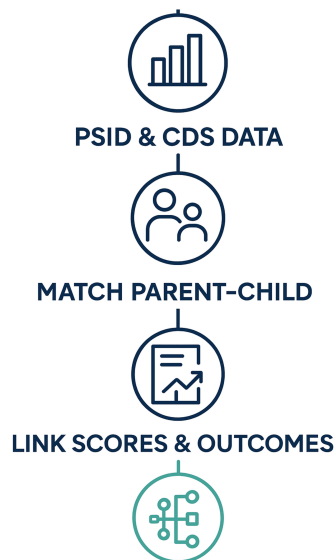 PSID & CDS DATA
MATCH PARENT-CHILD
LINK SCORES & OUTCOMES